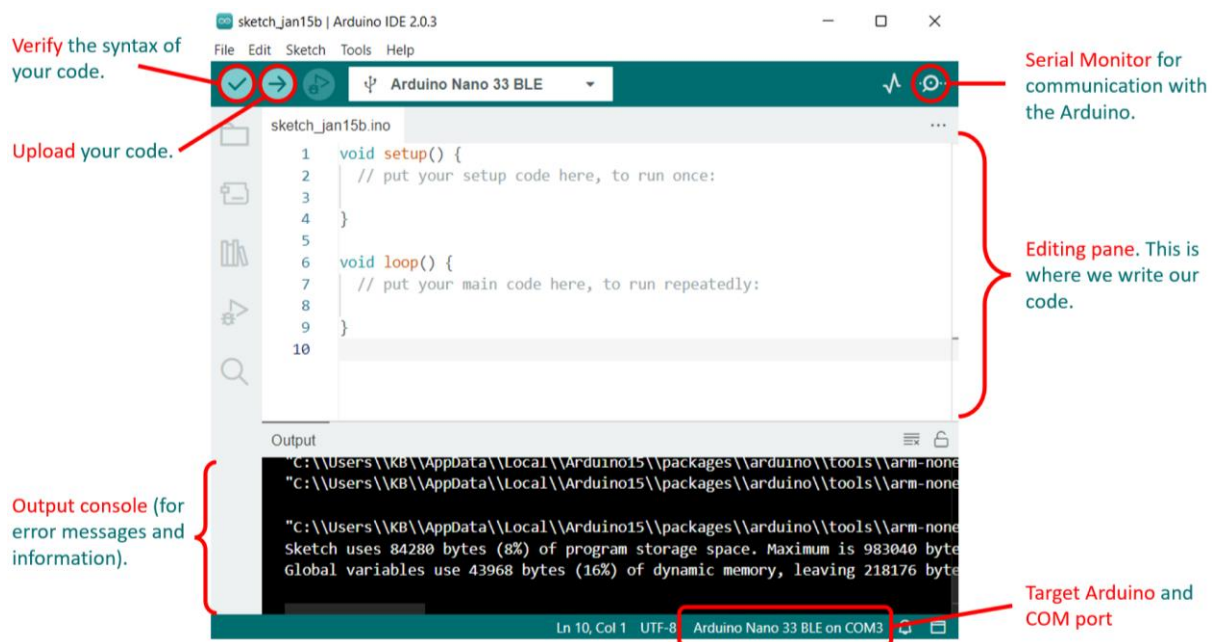 sketch_jan15b | Arduino IDE 2.0.3
File Edit Sketch Tools Help
Verify the syntax of
your code.
Arduino Nano 33 BLE
Serial Monitor for
communication with
the Arduino.
Upload your code.
sketch_jan15b.ino
1 void setup() {
2 // put your setup code here, to run once:
3
4 }
5
6 void loop() {
7 // put your main code here, to run repeatedly:
8
9 }
10
Editing pane. This is
where we write our
code.
Output
"C:\\Users\\KB\\AppData\\Local\\Arduino15\\packages\\arduino\\tools\\arm-none
"C:\\Users\\KB\\AppData\\Local\\Arduino15\\packages\\arduino\\tools\\arm-none
"C:\\Users\\KB\\AppData\\Local\\Arduino15\\packages\\arduino\\tools\\arm-none
Sketch uses 84280 bytes (8%) of program storage space. Maximum is 983040 byte
Global variables use 43968 bytes (16%) of dynamic memory, leaving 218176 byte
Output console (for
error messages and
information).
Ln 10, Col 1 UTF-8 Arduino Nano 33 BLE on COM3
Target Arduino and
COM port